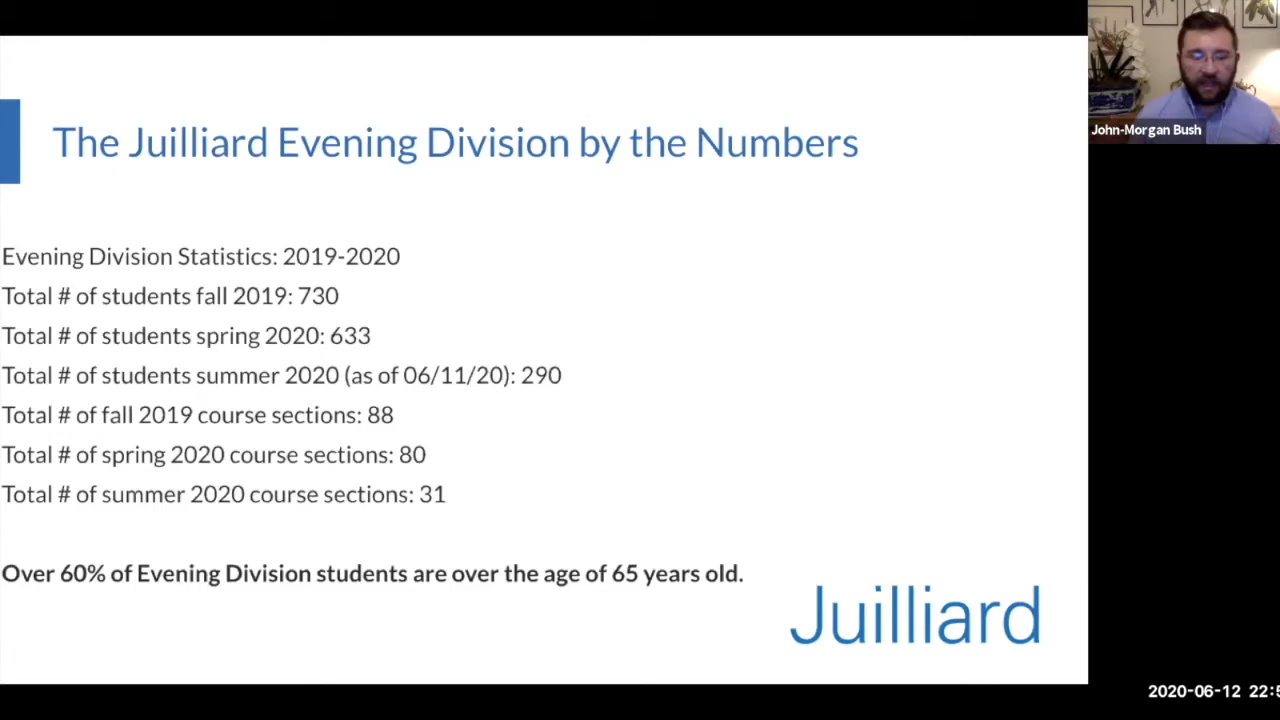 The Juilliard Evening Division by the Numbers
Evening Division Statistics: 2019-2020
Total # of students fall 2019: 730
Total # of students spring 2020: 633
Total # of students summer 2020 (as of 06/11/20): 290
Total # of fall 2019 course sections: 88
Total # of spring 2020 course sections: 80
Total # of summer 2020 course sections: 31
Over 60% of Evening Division students are over the age of 65 years old.
Juilliard
John-Morgan Bush
2020-06-12